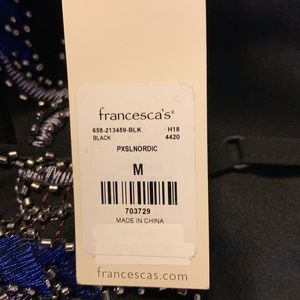 francesca's®
658-213459-BLK H18
BLACK 4420
PXSLNORDIC
M
703729
MADE IN CHINA
francescas.com